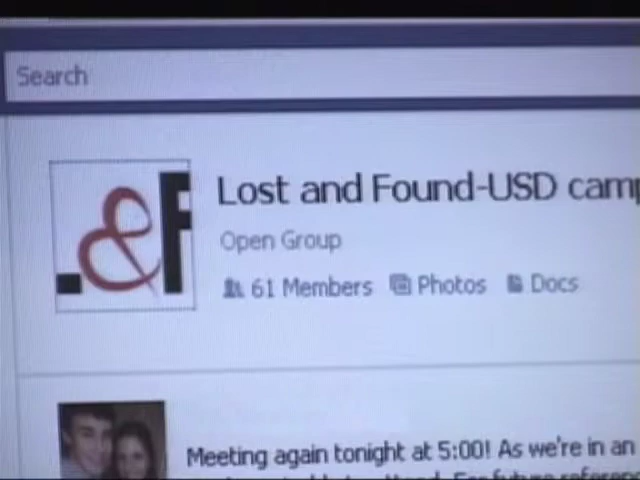 Search
Lost and Found-USD
Open Group
61 Members Photos Docs
&F
Meeting again tonight at 5:00! As we're in an